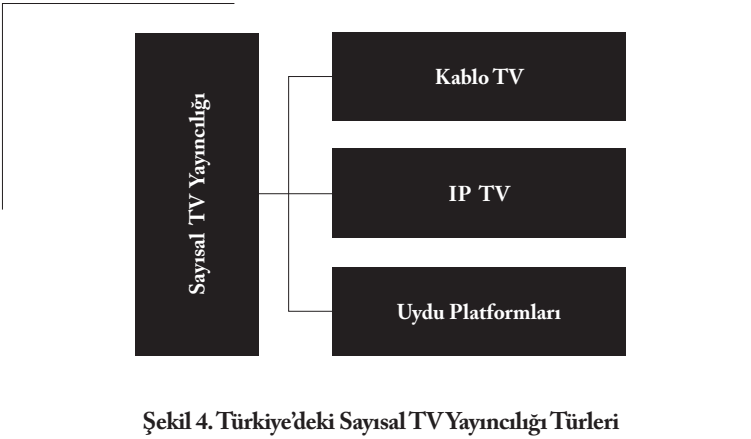 Sayısal TV Yayıncılığı
Kablo TV
IP TV
Uydu Platformları
Şekil 4. Türkiye’deki Sayısal TV Yayıncılığı Türleri